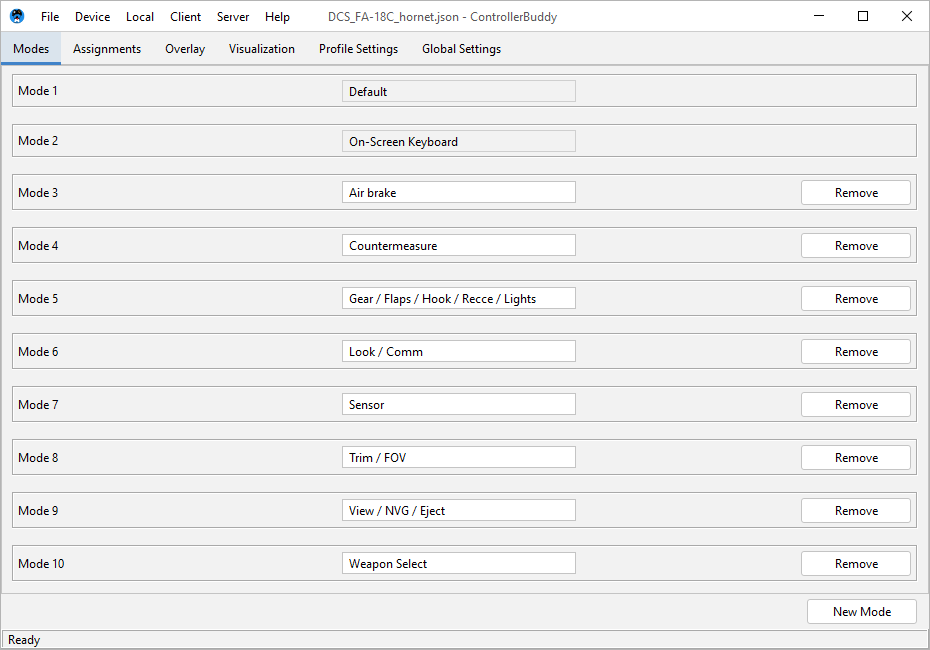 File Device Local Client Server Help DCS_FA-18C_hornet.json - ControllerBuddy
Modes Assignments Overlay Visualization Profile Settings Global Settings
Mode 1 Default
Mode 2 On-Screen Keyboard
Mode 3 Air brake Remove
Mode 4 Countermeasure Remove
Mode 5 Gear / Flaps / Hook / Recce / Lights Remove
Mode 6 Look / Comm Remove
Mode 7 Sensor Remove
Mode 8 Trim / FOV Remove
Mode 9 View / NVG / Eject Remove
Mode 10 Weapon Select Remove
New Mode
Ready